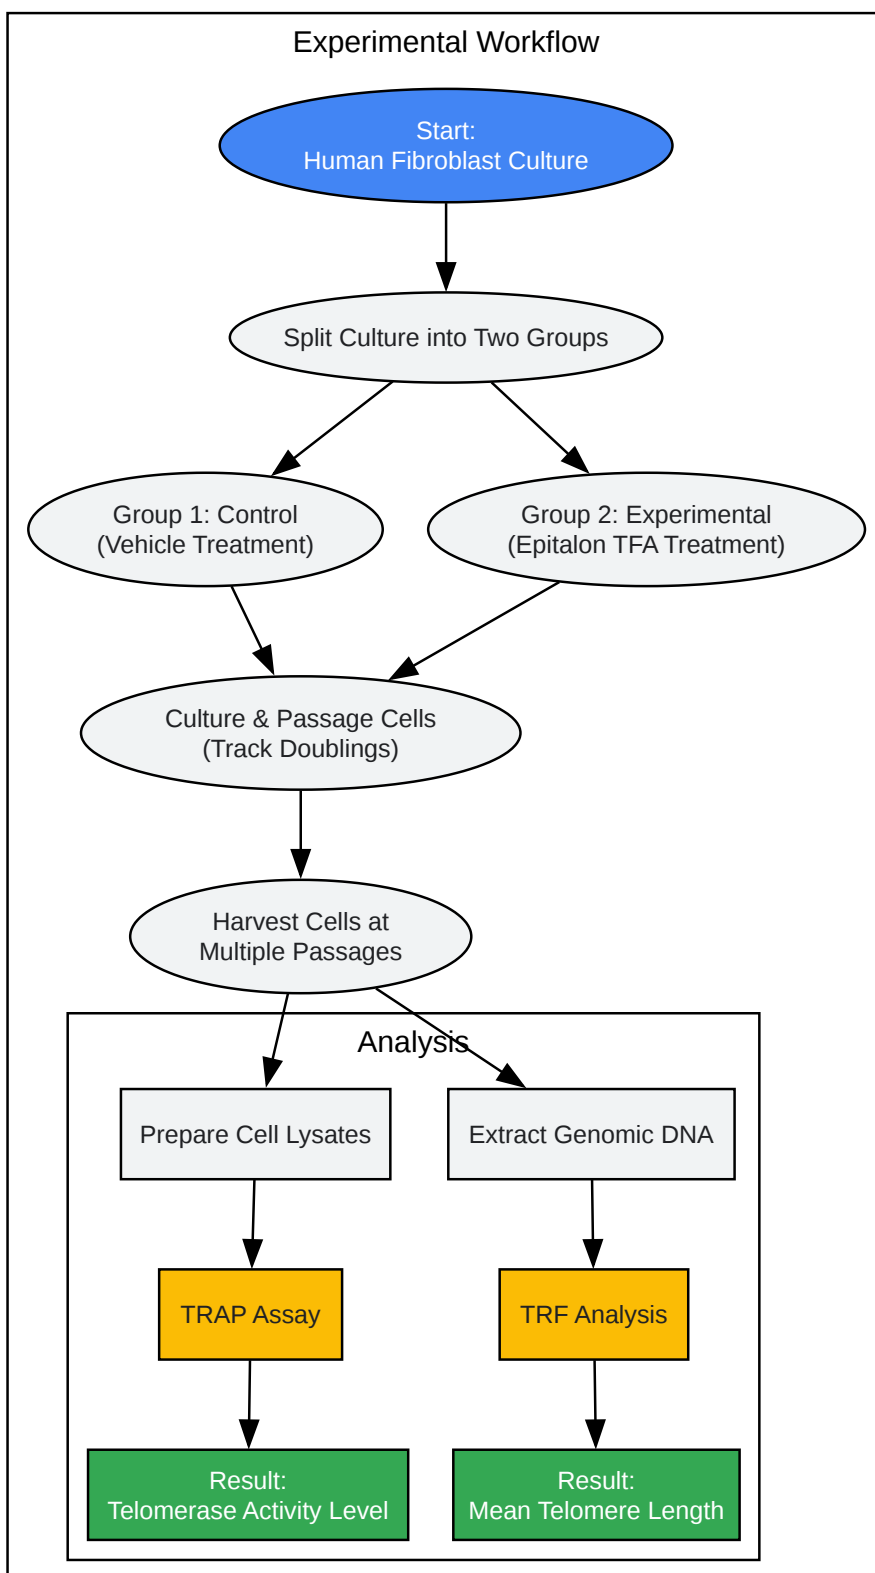 Experimental Workflow
Start:
Human Fibroblast Culture
Split Culture into Two Groups
Group 1: Control
(Vehicle Treatment)
Group 2: Experimental
(Epitalon TFA Treatment)
Culture & Passage Cells
(Track Doublings)
Harvest Cells at
Multiple Passages
Analysis
Prepare Cell Lysates
Extract Genomic DNA
TRAP Assay
TRF Analysis
Result:
Telomerase Activity Level
Result:
Mean Telomere Length